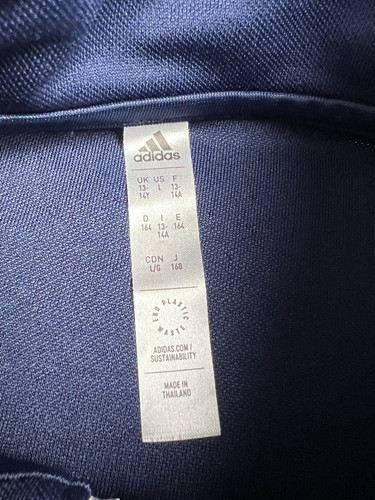 adidas
UK US F
13- L 13-
14Y 14A
D I E
164 13- 164
14A
CDN J
L/G 160
END PLASTIC WASTE
ADIDAS.COM/
SUSTAINABILITY
MADE IN
THAILAND